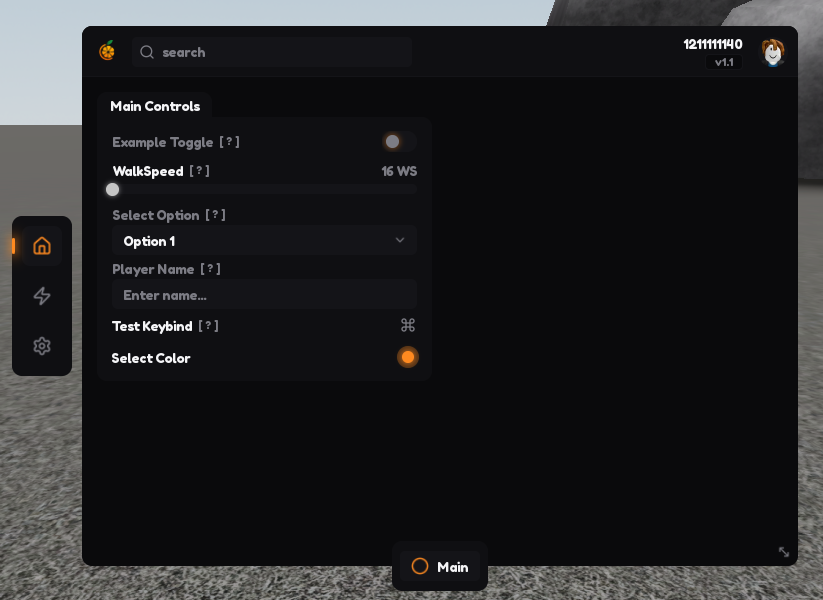 search
1211111140
v1.1
Main Controls
Example Toggle [ ? ]
WalkSpeed [ ? ]
16 WS
Select Option [ ? ]
Option 1
Player Name [ ? ]
Enter name...
Test Keybind [ ? ]
Select Color
Main